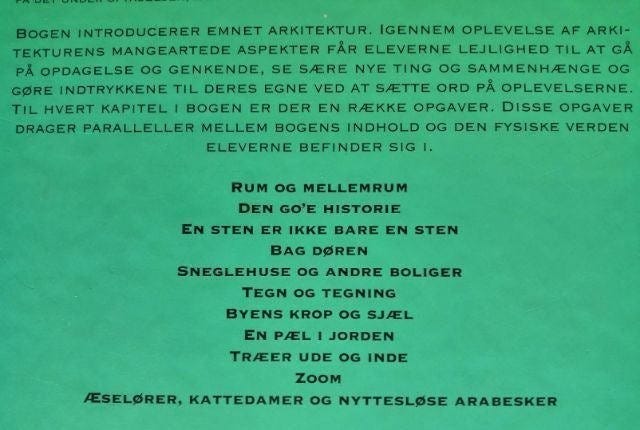 BOGEN INTRODUCERER EMNET ARKITEKTUR. IGENNEM OPLEVELSE AF ARKI-
TEKTURENS MANGEARTEDE ASPEKTER FÅR ELEVERNE LEJLIGHED TIL AT GÅ
PÅ OPDAGELSE OG GENKENDE, SE SÆRE NYE TING OG SAMMENHÆNGE OG
GØRE INDTRYKKENE TIL DERES EGNE VED AT SÆTTE ORD PÅ OPLEVELSERNE.
TIL HVERT KAPITEL I BOGEN ER DER EN RÆKKE OPGAVER. DISSE OPGAVER
DRAGER PARALLELLER MELLEM BOGENS INDHOLD OG DEN FYSISKE VERDEN
ELEVERNE BEFINDER SIG I.
RUM OG MELLEMRUM
DEN GO'E HISTORIE
EN STEN ER IKKE BARE EN STEN
BAG DØREN
SNEGLEHUSE OG ANDRE BOLIGER
TEGN OG TEGNING
BYENS KROP OG SJÆL
EN PÆL I JORDEN
TRÆER UDE OG INDE
ZOOM
ÆSELØRER, KATTEDAMER OG NYTTESLØSE ARABESKER